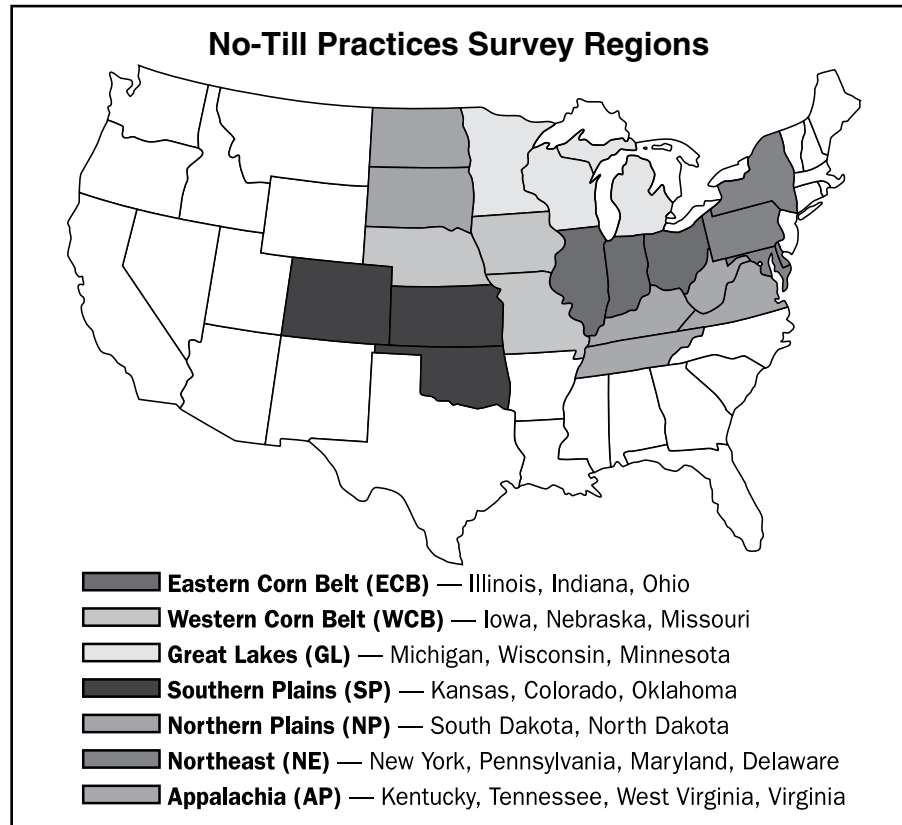 No-Till Practices Survey Regions
Eastern Corn Belt (ECB) — Illinois, Indiana, Ohio
Western Corn Belt (WCB) — Iowa, Nebraska, Missouri
Great Lakes (GL) — Michigan, Wisconsin, Minnesota
Southern Plains (SP) — Kansas, Colorado, Oklahoma
Northern Plains (NP) — South Dakota, North Dakota
Northeast (NE) — New York, Pennsylvania, Maryland, Delaware
Appalachia (AP) — Kentucky, Tennessee, West Virginia, Virginia